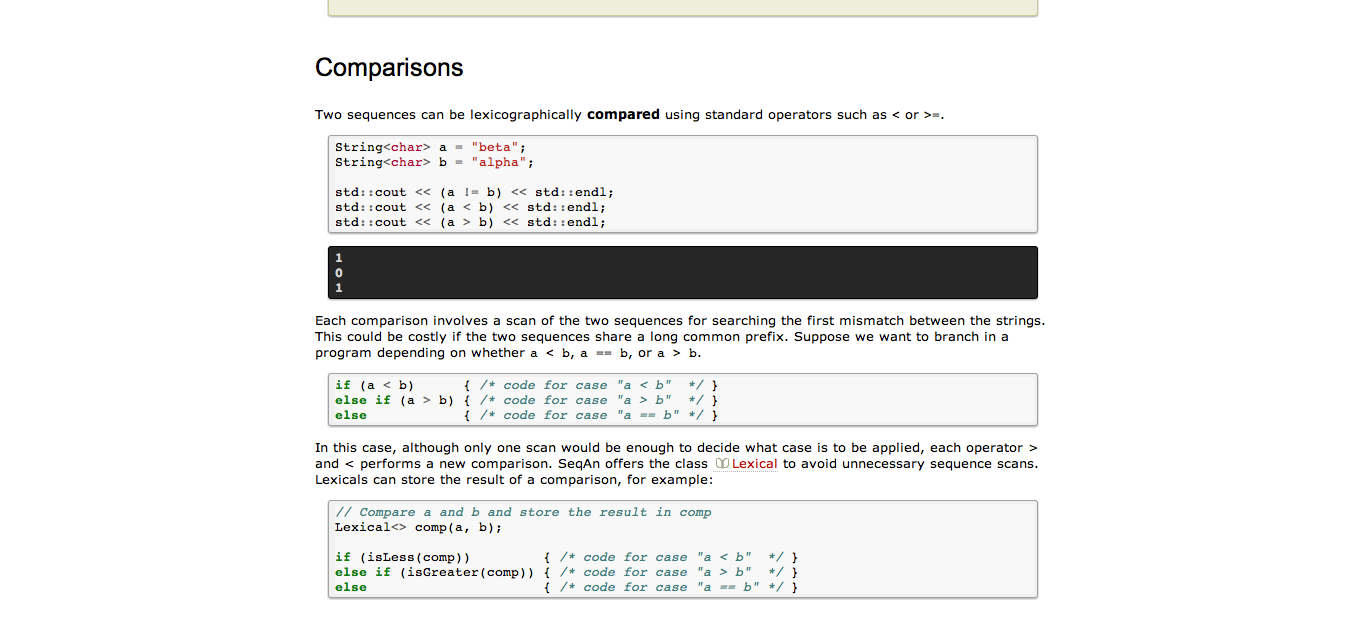 Comparisons
Two sequences can be lexicographically compared using standard operators such as < or >=.
String<char> a = "beta";
String<char> b = "alpha";
std::cout << (a != b) << std::endl;
std::cout << (a < b) << std::endl;
std::cout << (a > b) << std::endl;
1
0
1
Each comparison involves a scan of the two sequences for searching the first mismatch between the strings.
This could be costly if the two sequences share a long common prefix. Suppose we want to branch in a
program depending on whether a < b, a == b, or a > b.
if (a < b)      { /* code for case "a < b"  */ }
else if (a > b) { /* code for case "a > b"  */ }
else            { /* code for case "a == b" */ }
In this case, although only one scan would be enough to decide what case is to be applied, each operator >
and < performs a new comparison. SeqAn offers the class Lexical to avoid unnecessary sequence scans.
Lexicals can store the result of a comparison, for example:
// Compare a and b and store the result in comp
Lexical<> comp(a, b);
if (isLess(comp))         { /* code for case "a < b"  */ }
else if (isGreater(comp)) { /* code for case "a > b"  */ }
else                      { /* code for case "a == b" */ }